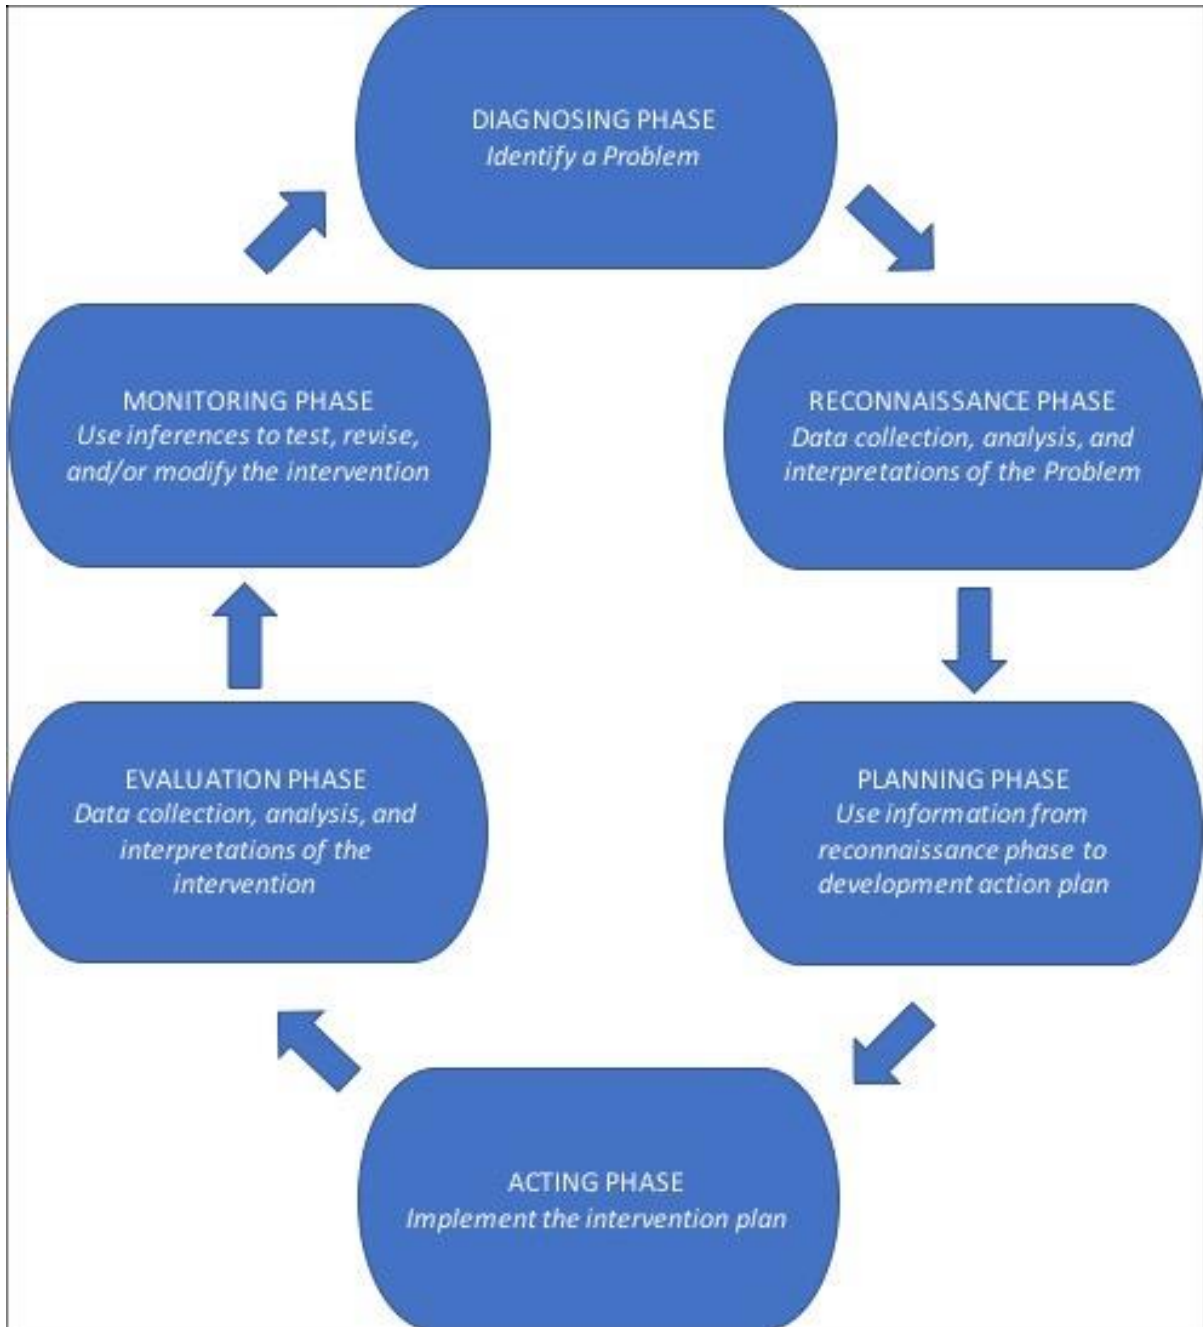 DIAGNOSING PHASE
Identify a Problem
RECONNAISSANCE PHASE
Data collection, analysis, and
interpretations of the Problem
PLANNING PHASE
Use information from
reconnaissance phase to
development action plan
ACTING PHASE
Implement the intervention plan
EVALUATION PHASE
Data collection, analysis, and
interpretations of the
intervention
MONITORING PHASE
Use inferences to test, revise,
and/or modify the intervention